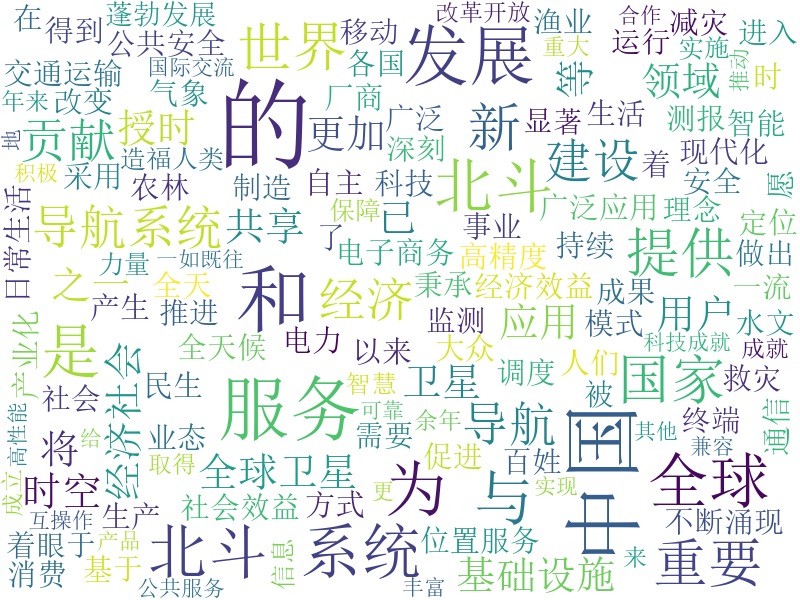 在
得到
蓬勃发展
公共安全
世界
移动
改革开放
渔业
合作
减灾
进入
交通运输
国际交流
各国
发展
重大
运行
实施
推动
时
年来
改变
气象
厂商
等
领域
地
贡献
授时
的
更加
广泛
新
显著
生活
测报
智能
积极
采用
造福人类
深刻
建设
着
现代化
日常生活
农林
制造
自主
科技
北斗
安全
愿
导航系统
共享
保障
已
广泛应用
理念
定位
了
电子商务
事业
提供
做出
力量
一如既往
高精度
持续
之一
全天
和
经济
秉承
经济效益
成果
一流
产业化
是
产生
推进
监测
应用
模式
用户
水文
全天候
电力
以来
大众
科技成就
成就
经济社会
社会
民生
智慧
卫星
调度
人们
国家
救灾
高性能
给
业态
服务
可靠
余年
需要
导航
被
终端
通信
将
取得
全球
卫星
更
促进
百姓
中国
其他
兼容
成立
时空
社会效益
方式
为
与
实现
全球
互操作
生产
北斗
系统
位置服务
不断涌现
着眼于
产品
信息
来
重要
消费
基于
公共服务
丰富
基础设施